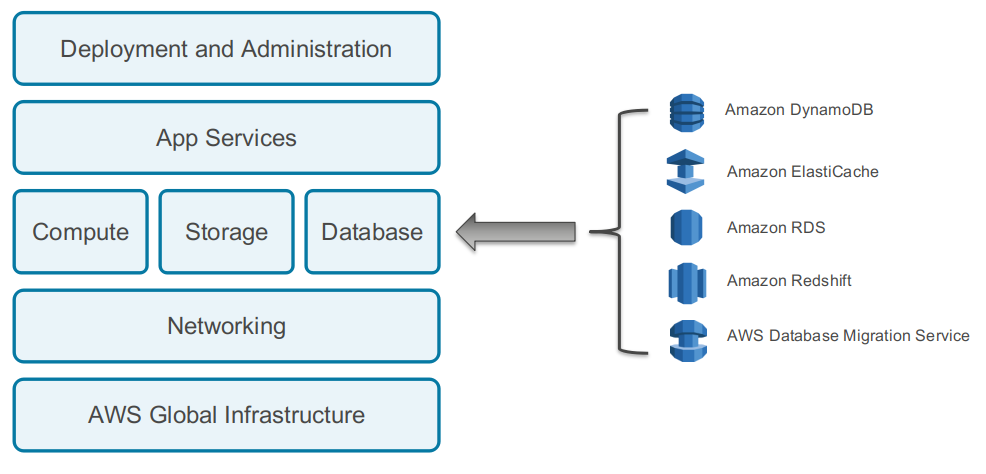 Deployment and Administration
App Services
Compute
Storage
Database
Networking
AWS Global Infrastructure
Amazon DynamoDB
Amazon ElastiCache
Amazon RDS
Amazon Redshift
AWS Database Migration Service